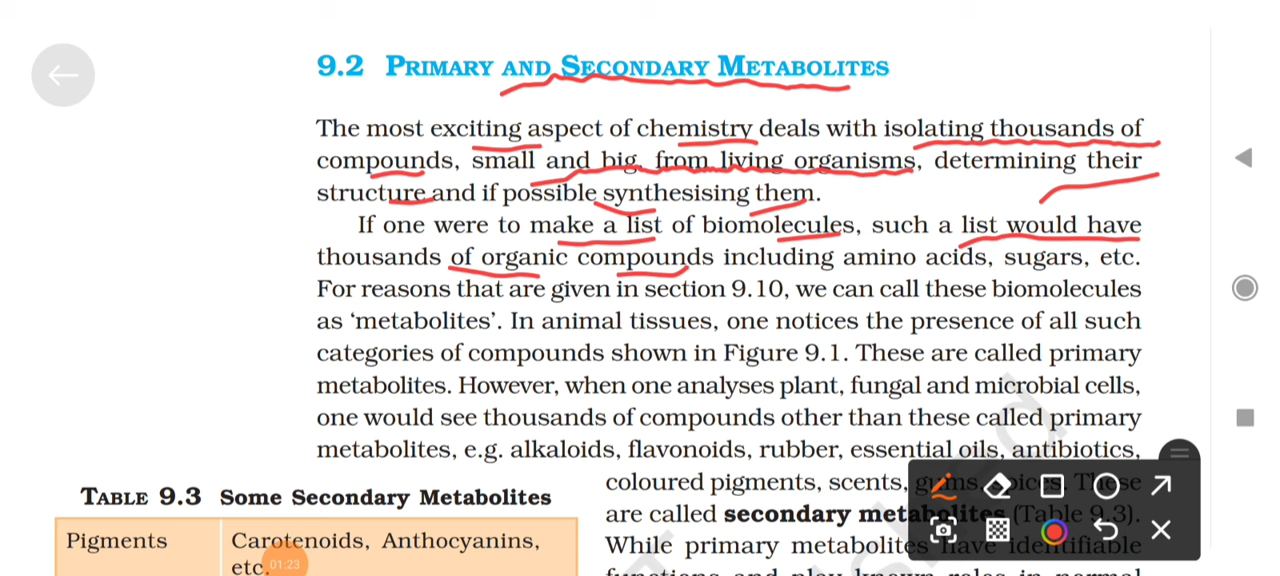 9.2 PRIMARY AND SECONDARY METABOLITES
The most exciting aspect of chemistry deals with isolating thousands of
compounds, small and big, from living organisms, determining their
structure and if possible synthesising them.
If one were to make a list of biomolecules, such a list would have
thousands of organic compounds including amino acids, sugars, etc.
For reasons that are given in section 9.10, we can call these biomolecules
as ‘metabolites’. In animal tissues, one notices the presence of all such
categories of compounds shown in Figure 9.1. These are called primary
metabolites. However, when one analyses plant, fungal and microbial cells,
one would see thousands of compounds other than these called primary
metabolites, e.g. alkaloids, flavonoids, rubber, essential oils, antibiotics,
coloured pigments, scents, gums, spices. These
are called secondary metabolites (Table 9.3).
While primary metabolites have identifiable
TABLE 9.3 Some Secondary Metabolites
Pigments Carotenoids, Anthocyanins,
etc.
01:23